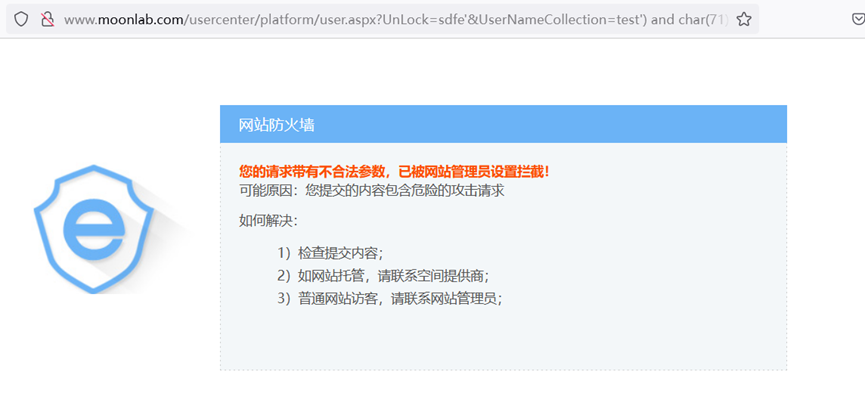 www.moonlab.com/usercenter/platform/user.aspx?UnLock=sdfe'&UserNameCollection=test') and char(71)
网站防火墙
您的请求带有不合法参数，已被网站管理员设置拦截！
可能原因：您提交的内容包含危险的攻击请求
如何解决：
1）检查提交内容；
2）如网站托管，请联系空间提供商；
3）普通网站访客，请联系网站管理员；